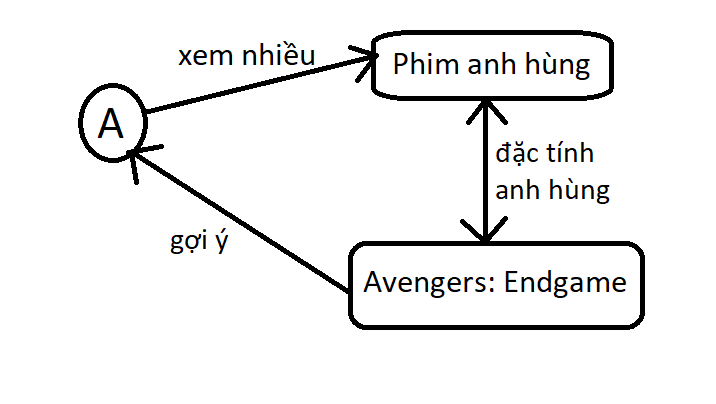 xem nhiều
Phim anh hùng
A
đặc tính
anh hùng
gợi ý
Avengers: Endgame